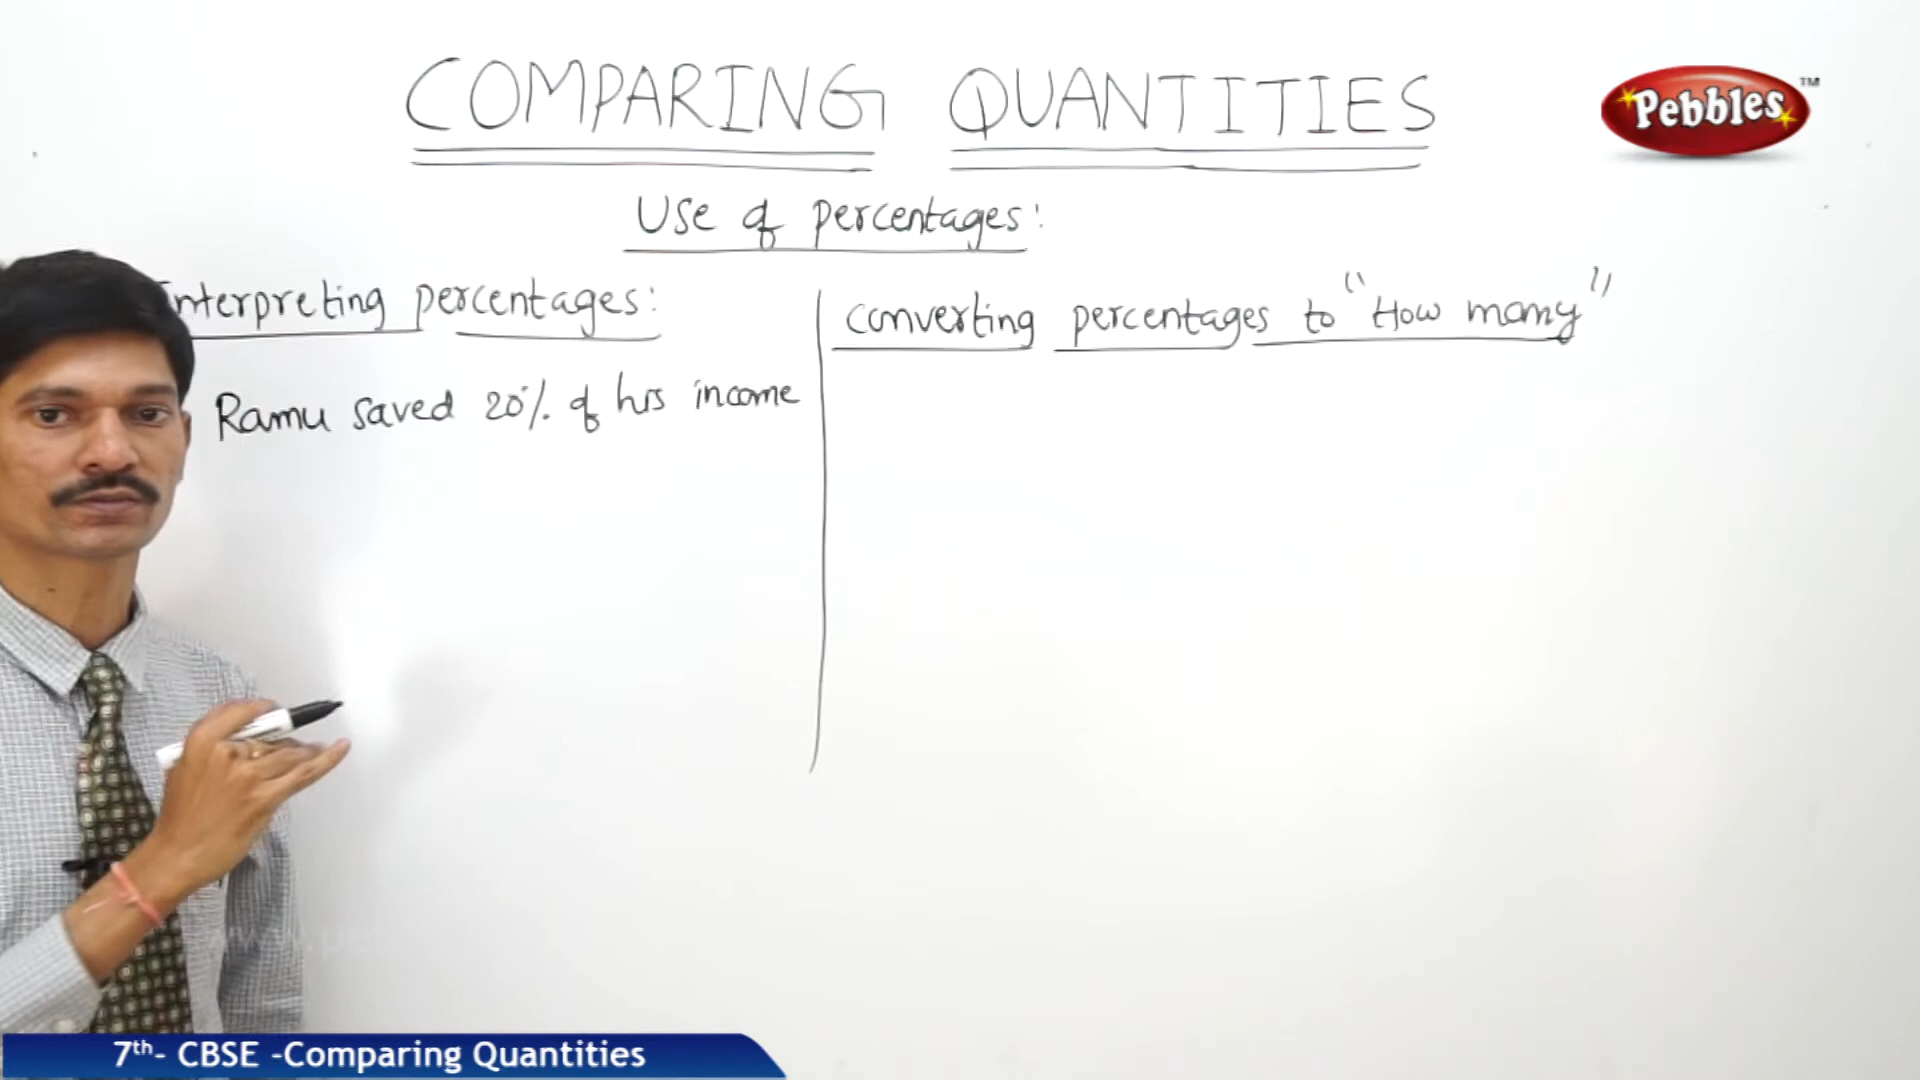 COMPARING QUANTITIES
Pebbles™
Use of percentages:
Interpreting percentages:
Converting percentages to "How many"
Ramu saved 20% of his income
7th- CBSE -Comparing Quantities